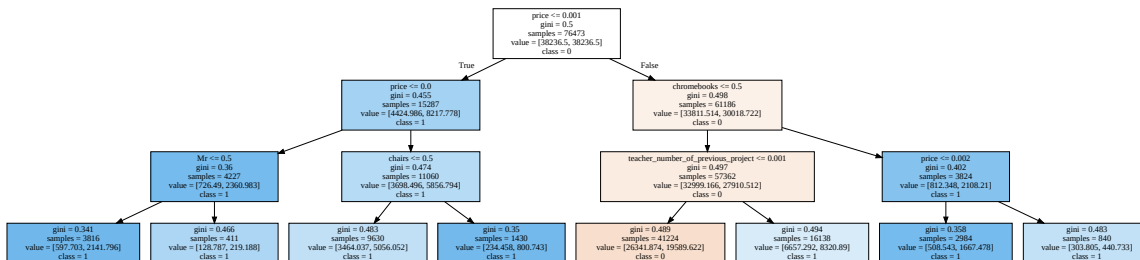 price <= 0.001
gini = 0.5
samples = 76473
value = [38236.5, 38236.5]
class = 0
True
False
price <= 0.0
gini = 0.455
samples = 15287
value = [4424.986, 8217.778]
class = 1
chromebooks <= 0.5
gini = 0.498
samples = 61186
value = [33811.514, 30018.722]
class = 0
Mr <= 0.5
gini = 0.36
samples = 4227
value = [726.49, 2360.983]
class = 1
chairs <= 0.5
gini = 0.474
samples = 11060
value = [3698.496, 5856.794]
class = 1
teacher_number_of_previous_project <= 0.001
gini = 0.497
samples = 57362
value = [32999.166, 27910.512]
class = 0
price <= 0.002
gini = 0.402
samples = 3824
value = [812.348, 2108.21]
class = 1
gini = 0.341
samples = 3816
value = [597.703, 2141.796]
class = 1
gini = 0.466
samples = 411
value = [128.787, 219.188]
class = 1
gini = 0.483
samples = 9630
value = [3464.037, 5056.052]
class = 1
gini = 0.35
samples = 1430
value = [234.458, 800.743]
class = 1
gini = 0.489
samples = 41224
value = [26341.874, 19589.622]
class = 0
gini = 0.494
samples = 16138
value = [6657.292, 8320.89]
class = 1
gini = 0.358
samples = 2984
value = [508.543, 1667.478]
class = 1
gini = 0.483
samples = 840
value = [303.805, 440.733]
class = 1